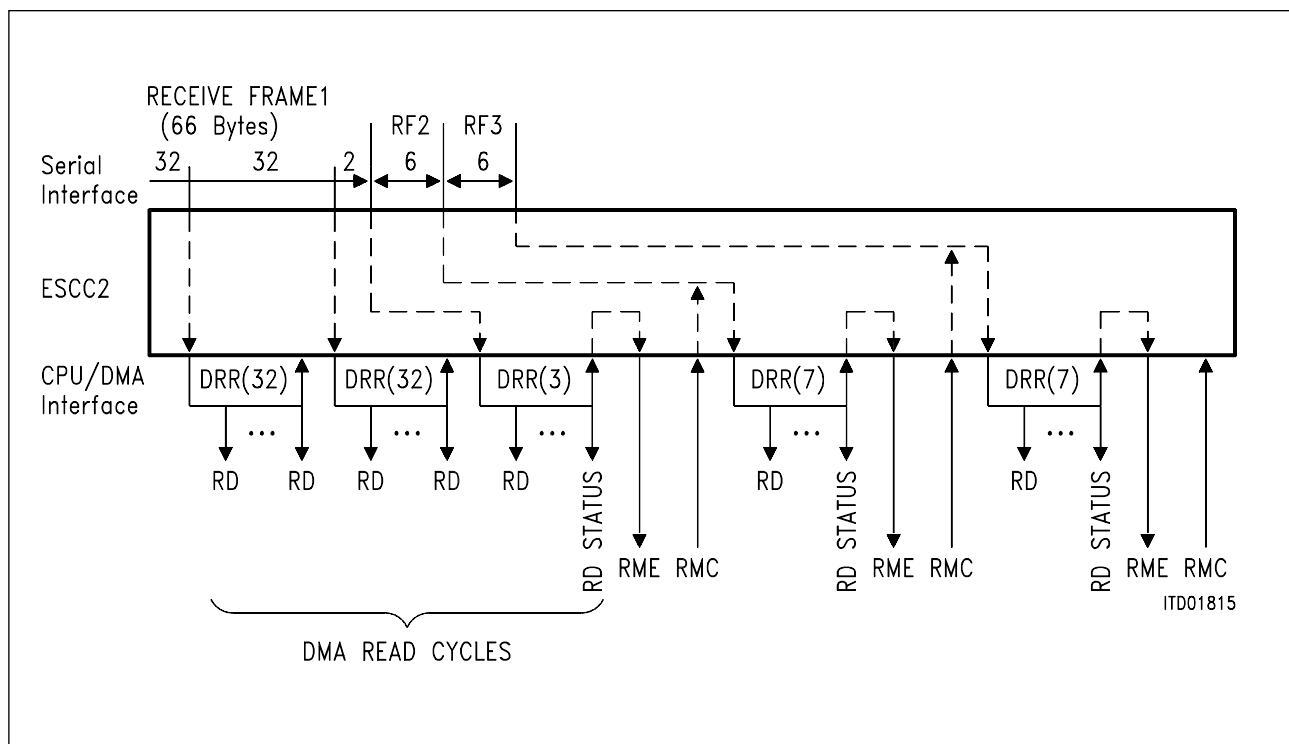 RECEIVE FRAME1
(66 Bytes) RF2 RF3
Serial Interface
32 32 2 6 6
ESCC2
CPU/DMA Interface
DRR(32) DRR(32) DRR(3) DRR(7) DRR(7)
... ... ... ... ...
RD RD RD RD RD RD STATUS RME RMC RD RD STATUS RME RMC RD RD STATUS RME RMC
ITD01815
DMA READ CYCLES